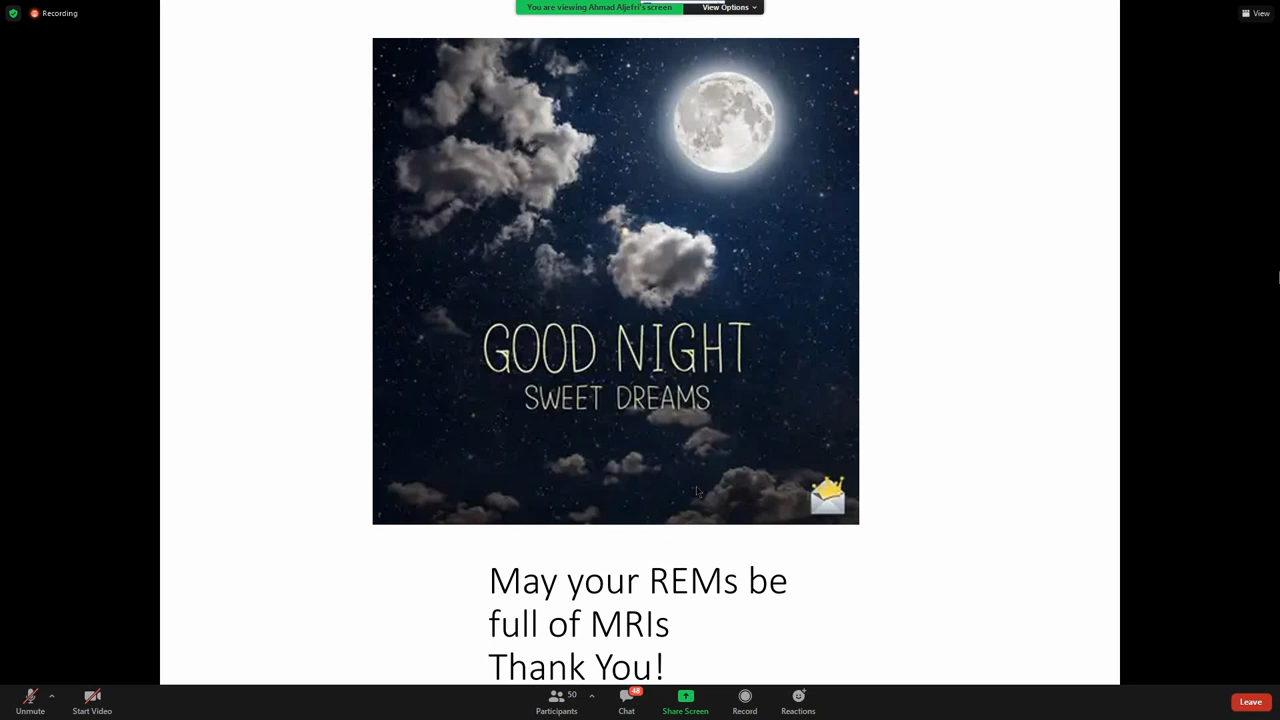 Recording
You are viewing Ahmad Aljefri's screen
View Options
View
GOOD NIGHT
SWEET DREAMS
May your REMs be
full of MRIs
Thank You!
Unmute
Start Video
50
Participants
48
Chat
Share Screen
Record
Reactions
Leave